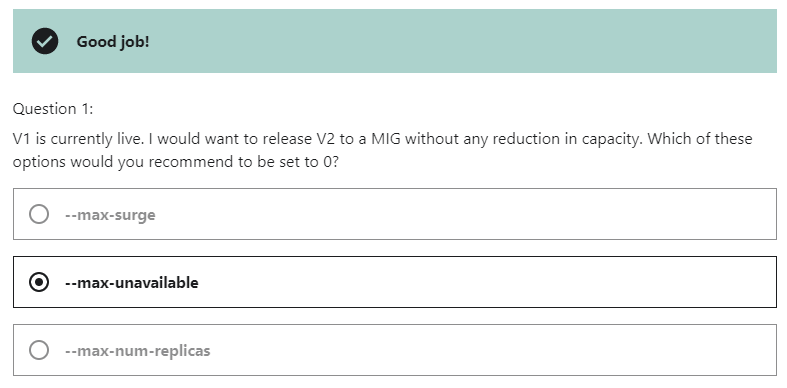 Good job!
Question 1:
V1 is currently live. I would want to release V2 to a MIG without any reduction in capacity. Which of these
options would you recommend to be set to 0?
--max-surge
--max-unavailable
--max-num-replicas